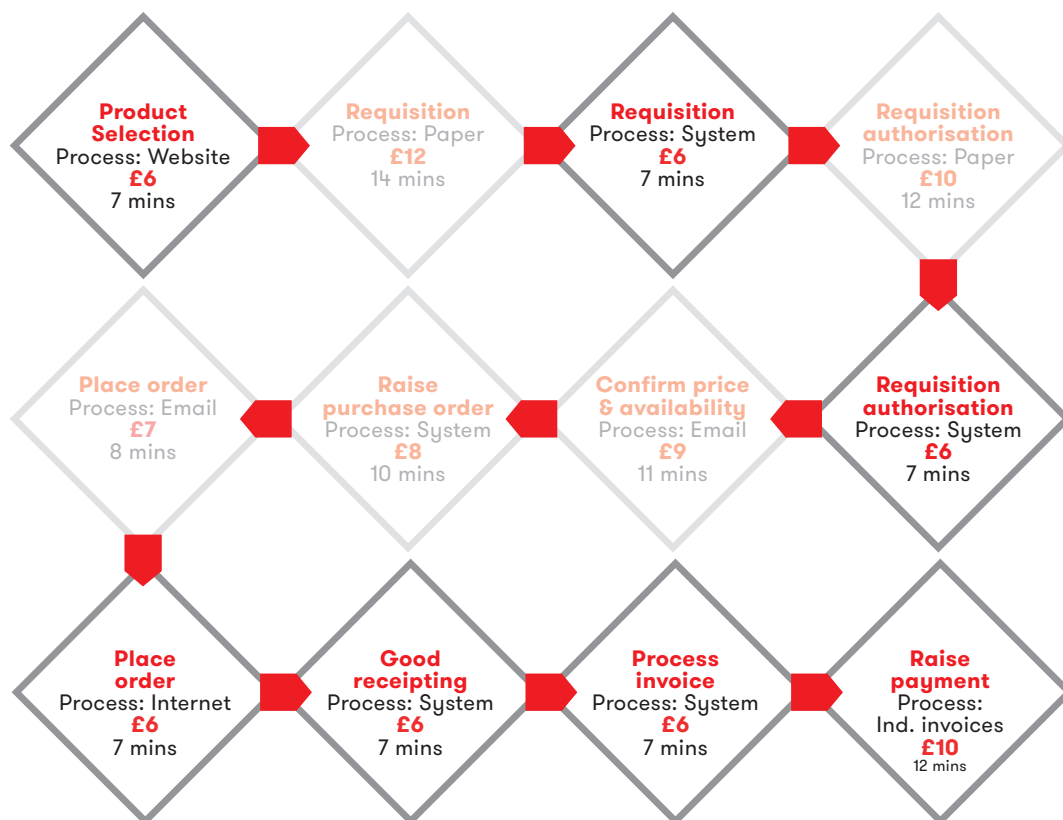 Product
Selection
Process: Website
£6
7 mins
Requisition
Process: Paper
£12
14 mins
Requisition
Process: System
£6
7 mins
Requisition
authorisation
Process: Paper
£10
12 mins
Place order
Process: Email
£7
8 mins
Raise
purchase order
Process: System
£8
10 mins
Confirm price
& availability
Process: Email
£9
11 mins
Requisition
authorisation
Process: System
£6
7 mins
Place
order
Process: Internet
£6
7 mins
Good
receipting
Process: System
£6
7 mins
Process
invoice
Process: System
£6
7 mins
Raise
payment
Process:
Ind. invoices
£10
12 mins